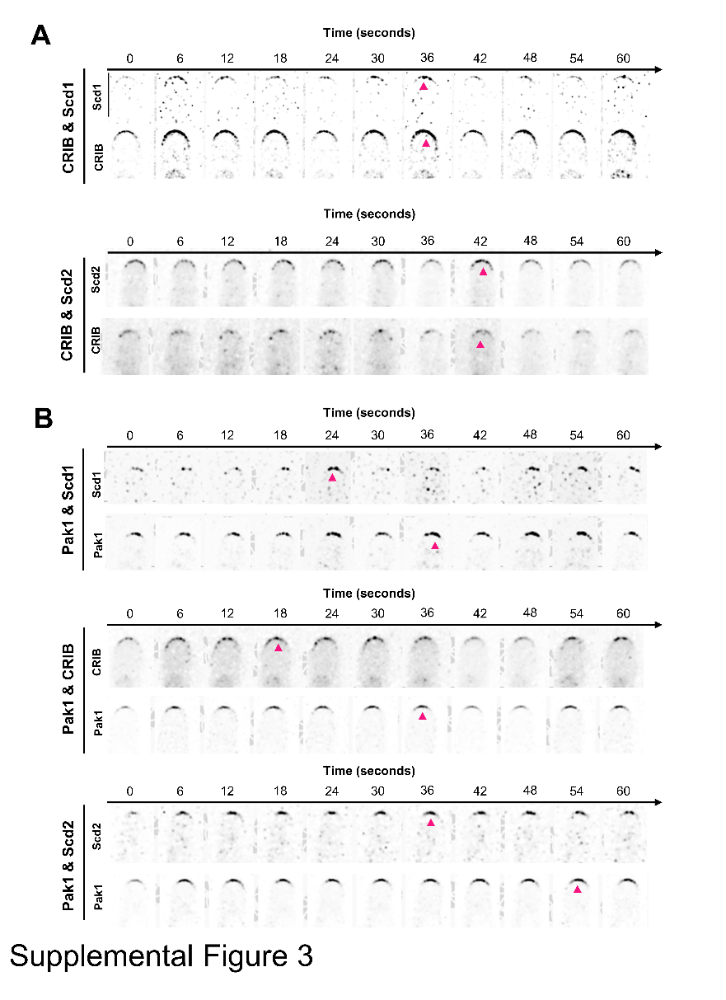 A
Time (seconds)
0 6 12 18 24 30 36 42 48 54 60
CRIB & Scd1
Scd1
CRIB
Time (seconds)
0 6 12 18 24 30 36 42 48 54 60
CRIB & Scd2
Scd2
CRIB
B
Time (seconds)
0 6 12 18 24 30 36 42 48 54 60
Pak1 & Scd1
Scd1
Pak1
Time (seconds)
0 6 12 18 24 30 36 42 48 54 60
Pak1 & CRIB
CRIB
Pak1
Time (seconds)
0 6 12 18 24 30 36 42 48 54 60
Pak1 & Scd2
Scd2
Pak1
Supplemental Figure 3